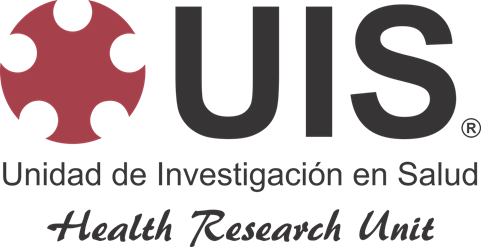 UIS®
Unidad de Investigación en Salud
Health Research Unit